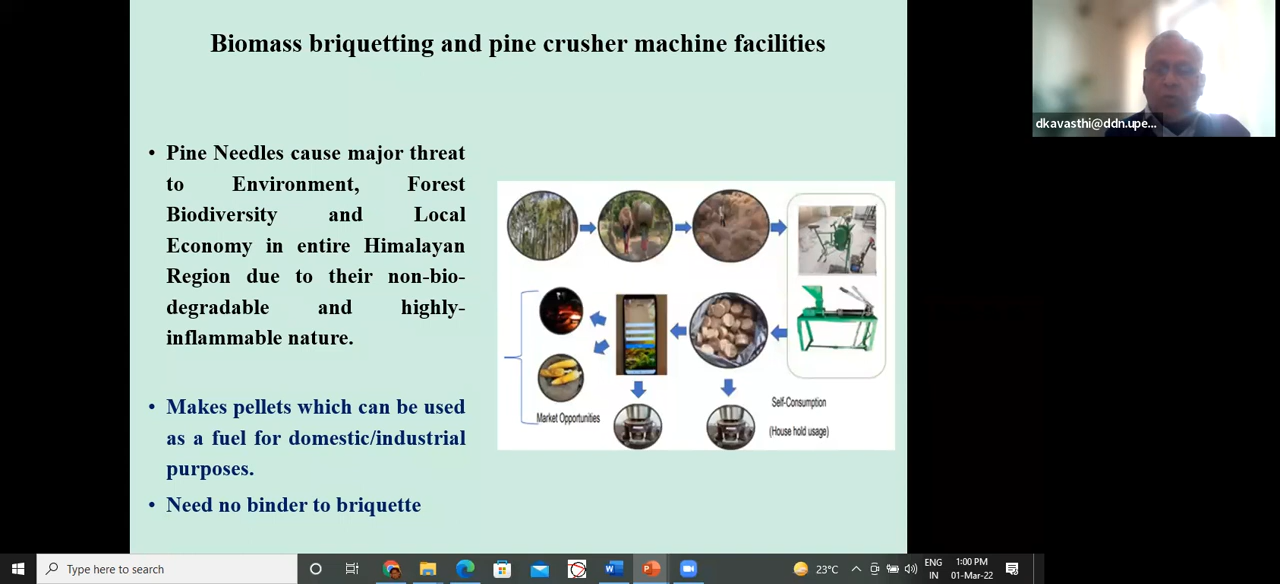 Biomass briquetting and pine crusher machine facilities
dkavasthi@ddn.upe...
• Pine Needles cause major threat
to Environment, Forest
Biodiversity and Local
Economy in entire Himalayan
Region due to their non-bio-
degradable and highly-
inflammable nature.
• Makes pellets which can be used
as a fuel for domestic/industrial
purposes.
• Need no binder to briquette
Market Opportunities
Self-Consumption
(House hold usage)
Type here to search
23°C
ENG
IN
1:00 PM
01-Mar-22